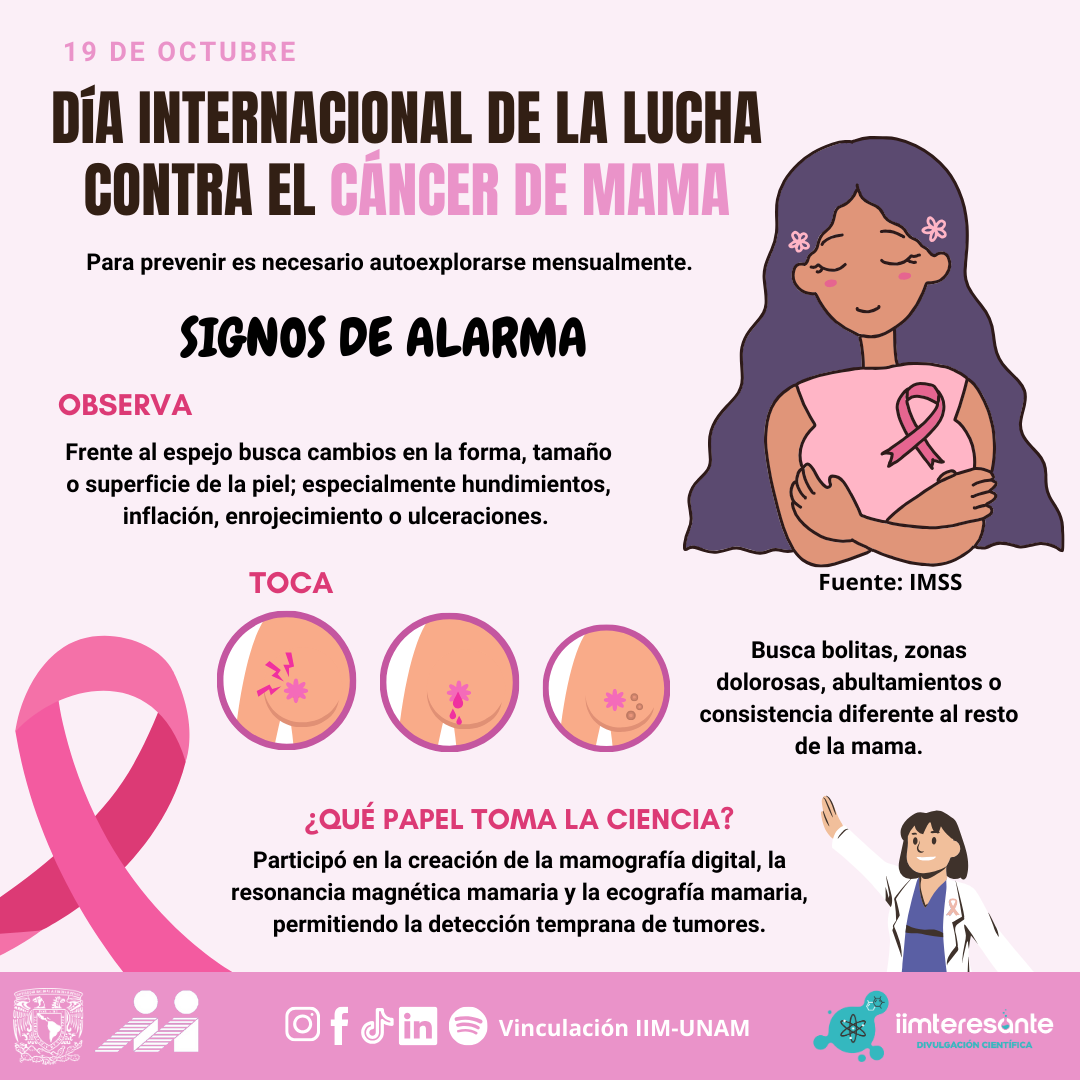 19 DE OCTUBRE
DÍA INTERNACIONAL DE LA LUCHA
CONTRA EL CÁNCER DE MAMA
Para prevenir es necesario autoexplorarse mensualmente.
SIGNOS DE ALARMA
OBSERVA
Frente al espejo busca cambios en la forma, tamaño
o superficie de la piel; especialmente hundimientos,
inflación, enrojecimiento o ulceraciones.
TOCA
Fuente: IMSS
Busca bolitas, zonas
dolorosas, abultamientos o
consistencia diferente al resto
de la mama.
¿QUÉ PAPEL TOMA LA CIENCIA?
Participó en la creación de la mamografía digital, la
resonancia magnética mamaria y la ecografía mamaria,
permitiendo la detección temprana de tumores.
Vinculación IIM-UNAM
iimteresante
DIVULGACIÓN CIENTÍFICA